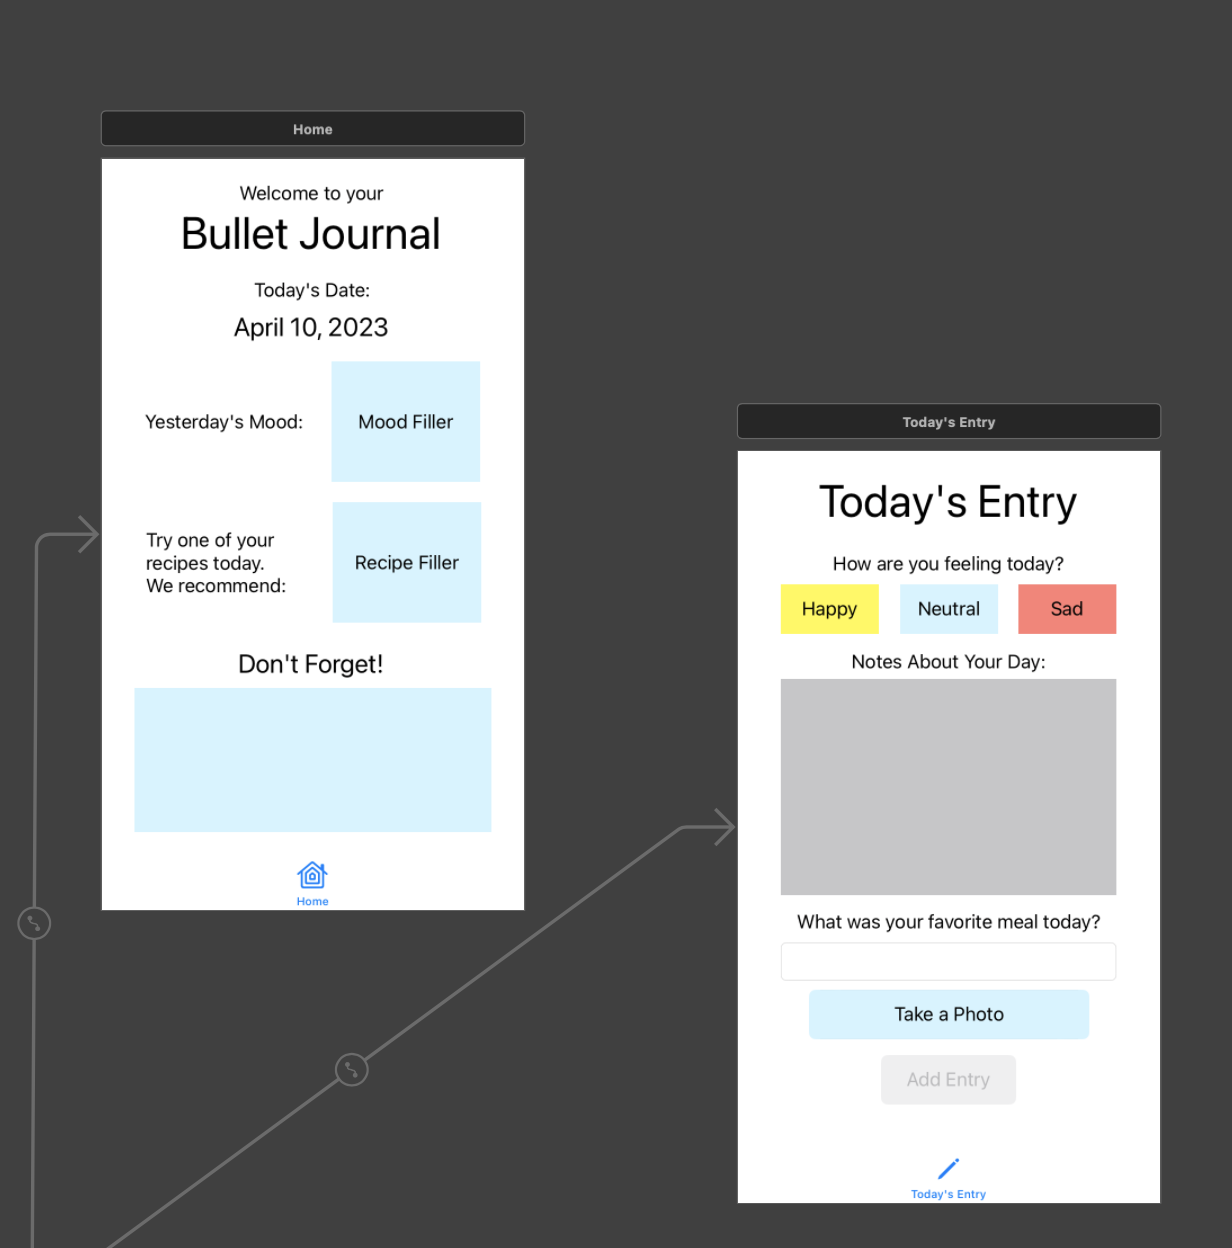 Home
Welcome to your
Bullet Journal
Today's Date:
April 10, 2023
Yesterday's Mood:
Mood Filler
Try one of your
recipes today.
We recommend:
Recipe Filler
Don't Forget!
Home
Today's Entry
Today's Entry
How are you feeling today?
Happy
Neutral
Sad
Notes About Your Day:
What was your favorite meal today?
Take a Photo
Add Entry
Today's Entry